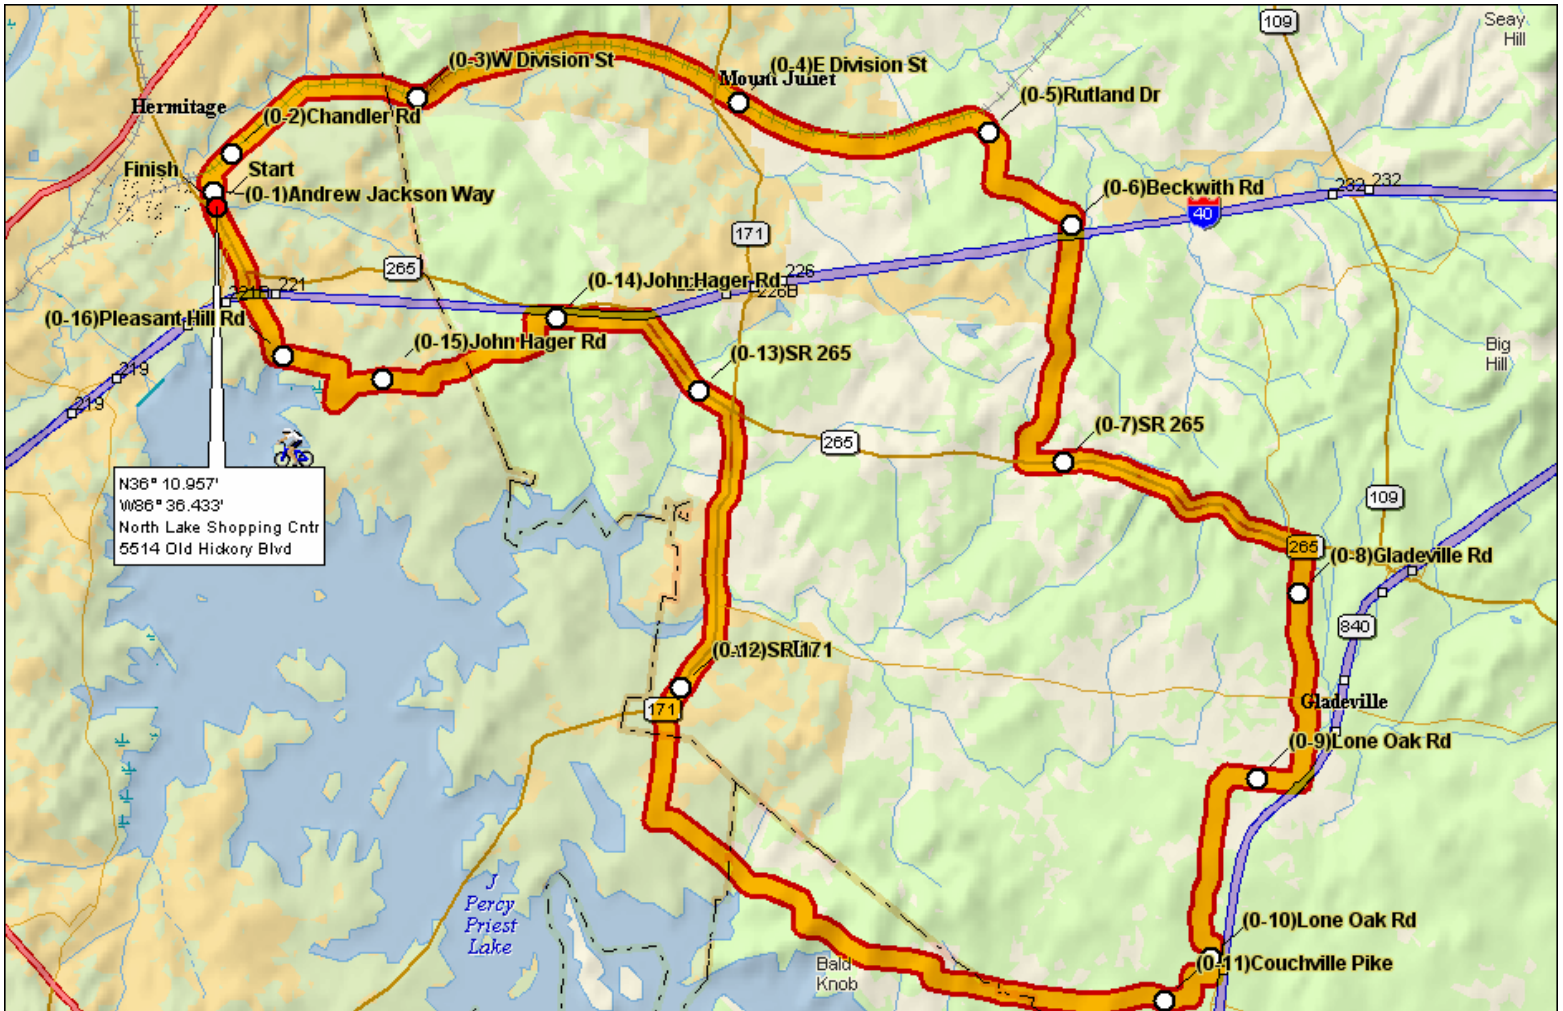 109
Seay
Hill
(0-3)W Division St
(0-4)E Division St
Mount Juliet
(0-5)Rutland Dr
Hermitage
(0-2)Chandler Rd
Finish
Start
(0-1)Andrew Jackson Way
(0-6)Beckwith Rd
232
232
40
171
265
221
(0-14)John Hager Rd
226
226B
(0-16)Pleasant Hill Rd
(0-15)John Hager Rd
(0-13)SR 265
Big
Hill
219
219
265
(0-7)SR 265
N36° 10.957'
W86° 36.433'
North Lake Shopping Cntr
5514 Old Hickory Blvd
109
265
(0-8)Gladeville Rd
840
(0-12)SR 171
171
Gladeville
(0-9)Lone Oak Rd
J
Percy
Priest
Lake
(0-10)Lone Oak Rd
Bald
Knob
(0-11)Couchville Pike